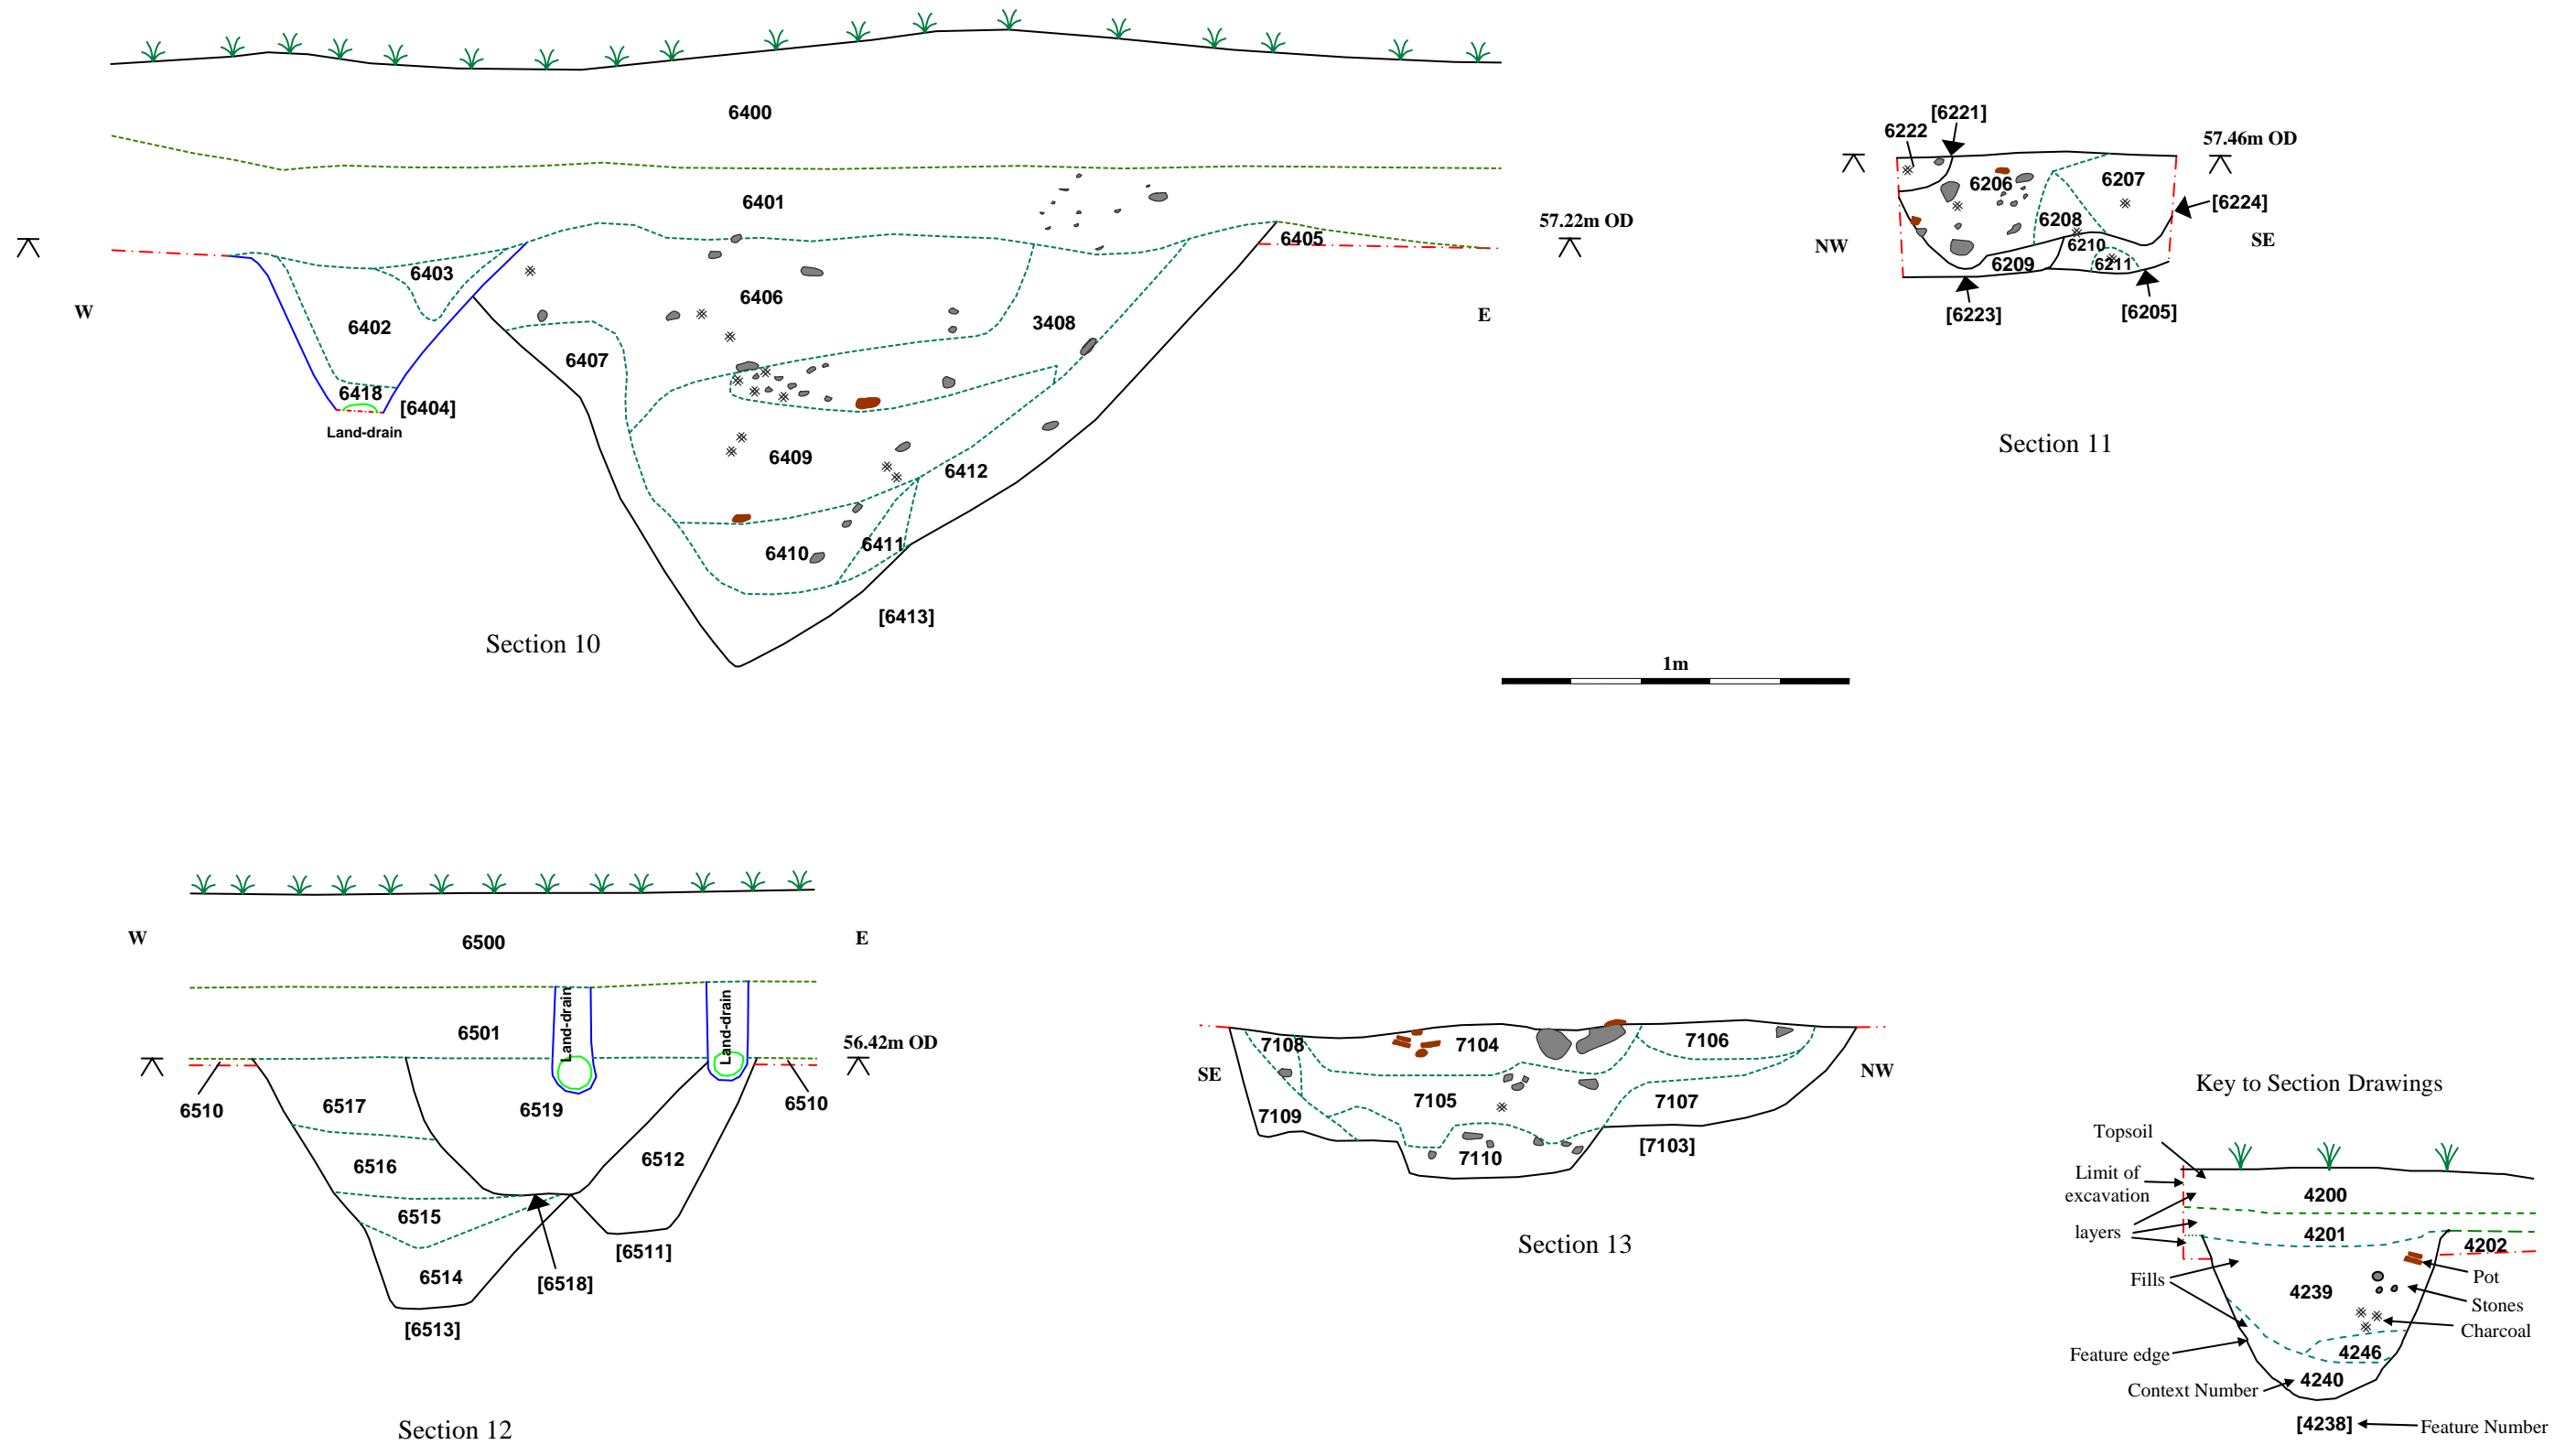 6400
6401
57.22m OD
6405
6403
6406
W
6402
3408
E
6407
6418
[6404]
Land-drain
6409
6412
6410
6411
[6413]
Section 10
[6221]
6222
57.46m OD
6206
6207
[6224]
6208
NW
6210
SE
6209
6211
[6223]
[6205]
Section 11
1m
W
E
6500
Land-drain
Land-drain
6501
56.42m OD
6510
6517
6519
6510
6516
6512
6515
[6511]
6514
[6518]
[6513]
Section 12
7108
7104
7106
SE
NW
7105
7107
7109
[7103]
7110
Section 13
Key to Section Drawings
Topsoil
Limit of
excavation
4200
layers
4201
4202
Fills
Pot
4239
Stones
Charcoal
Feature edge
4246
Context Number
4240
[4238]
Feature Number